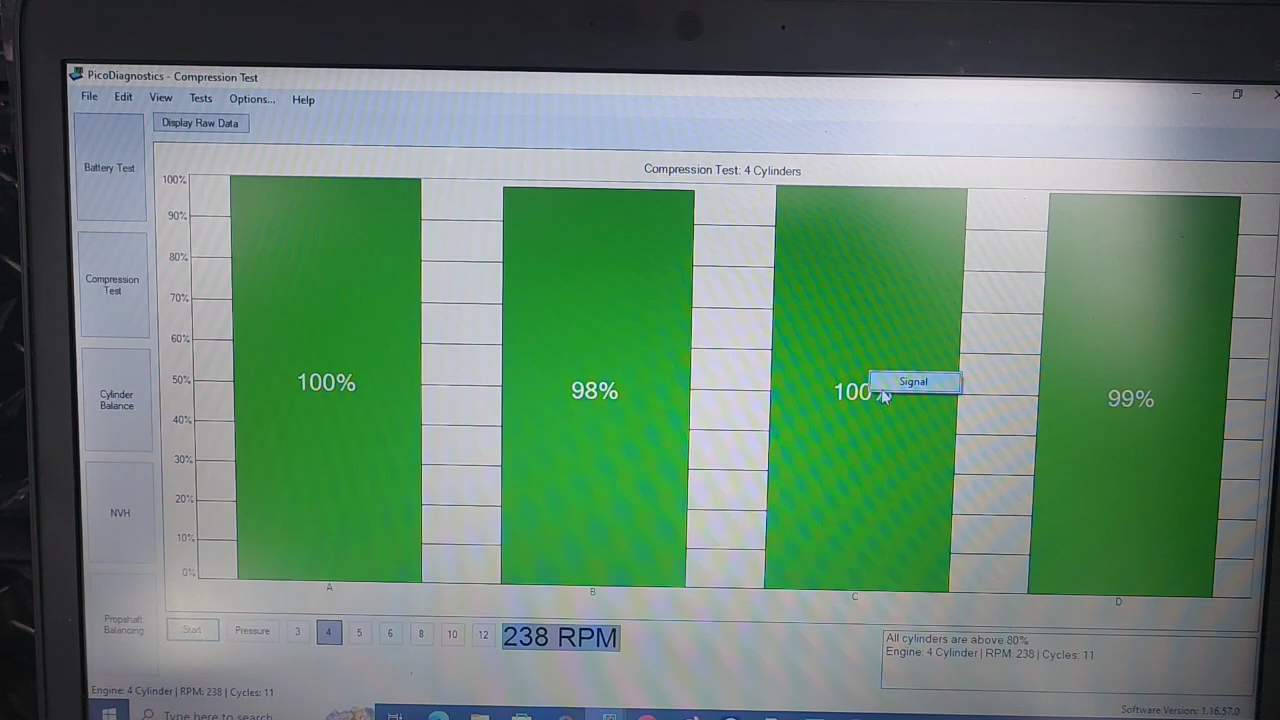 PicoDiagnostics - Compression Test
File Edit View Tests Options... Help
Display Raw Data
Battery Test
Compression
Test
Cylinder
Balance
NVH
Propshaft
Balancing
Compression Test: 4 Cylinders
100%
90%
80%
70%
60%
50%
40%
30%
20%
10%
0%
100%
98%
100
Signal
99%
A
B
C
D
Start
Pressure
3
4
5
6
8
10
12
238 RPM
All cylinders are above 80%
Engine: 4 Cylinder | RPM: 238 | Cycles: 11
Engine: 4 Cylinder | RPM: 238 | Cycles: 11
Software Version: 1.16.57.0
Type here to search